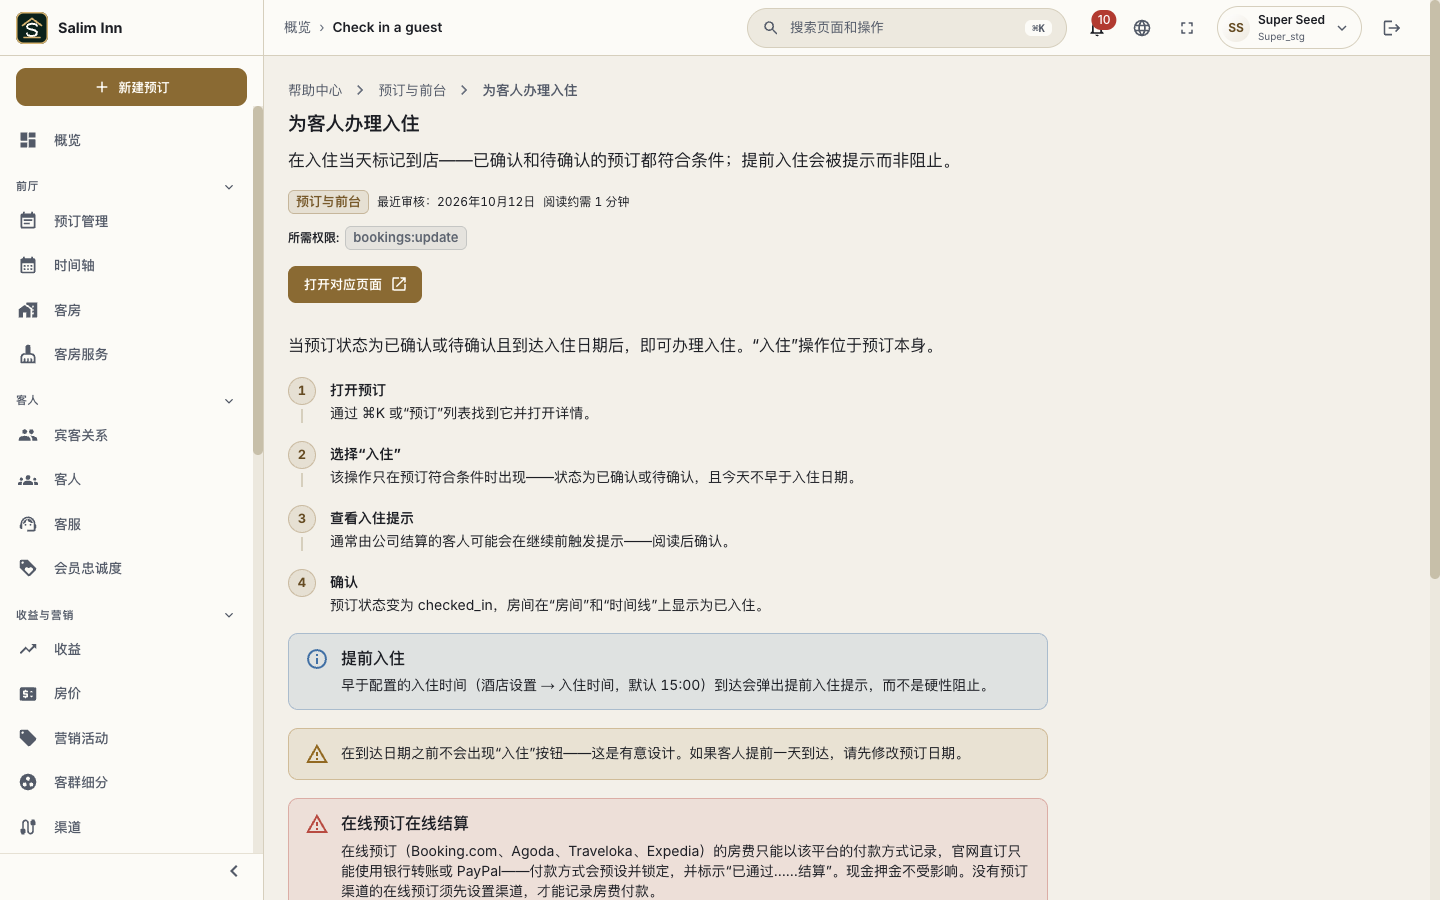 Salim Inn
概览 › Check in a guest
搜索页面和操作
⌘K
10
SS
Super Seed
Super_stg
新建预订
概览
前厅
预订管理
时间轴
客房
客房服务
客人
宾客关系
客人
客服
会员忠诚度
收益与营销
收益
房价
营销活动
客群细分
渠道
帮助中心 > 预订与前台 > 为客人办理入住
为客人办理入住
在入住当天标记到店——已确认和待确认的预订都符合条件；提前入住会被提示而非阻止。
预订与前台 最近审核：2026年10月12日 阅读约需 1 分钟
所需权限: bookings:update
打开对应页面
当预订状态为已确认或待确认且到达入住日期后，即可办理入住。“入住”操作位于预订本身。
1 打开预订
通过 ⌘K 或“预订”列表找到它并打开详情。
2 选择“入住”
该操作只在预订符合条件时出现——状态为已确认或待确认，且今天不早于入住日期。
3 查看入住提示
通常由公司结算的客人可能会在继续前触发提示——阅读后确认。
4 确认
预订状态变为 checked_in，房间在“房间”和“时间线”上显示为已入住。
提前入住
早于配置的入住时间（酒店设置 → 入住时间，默认 15:00）到达会弹出提前入住提示，而不是硬性阻止。
在到达日期之前不会出现“入住”按钮——这是有意设计。如果客人提前一天到达，请先修改预订日期。
在线预订在线结算
在线预订（Booking.com、Agoda、Traveloka、Expedia）的房费只能以该平台的付款方式记录，官网直订只
能使用银行转账或 PayPal——付款方式会预设并锁定，并标示“已通过……结算”。现金押金不受影响。没有预订
渠道的在线预订须先设置渠道，才能记录房费付款。